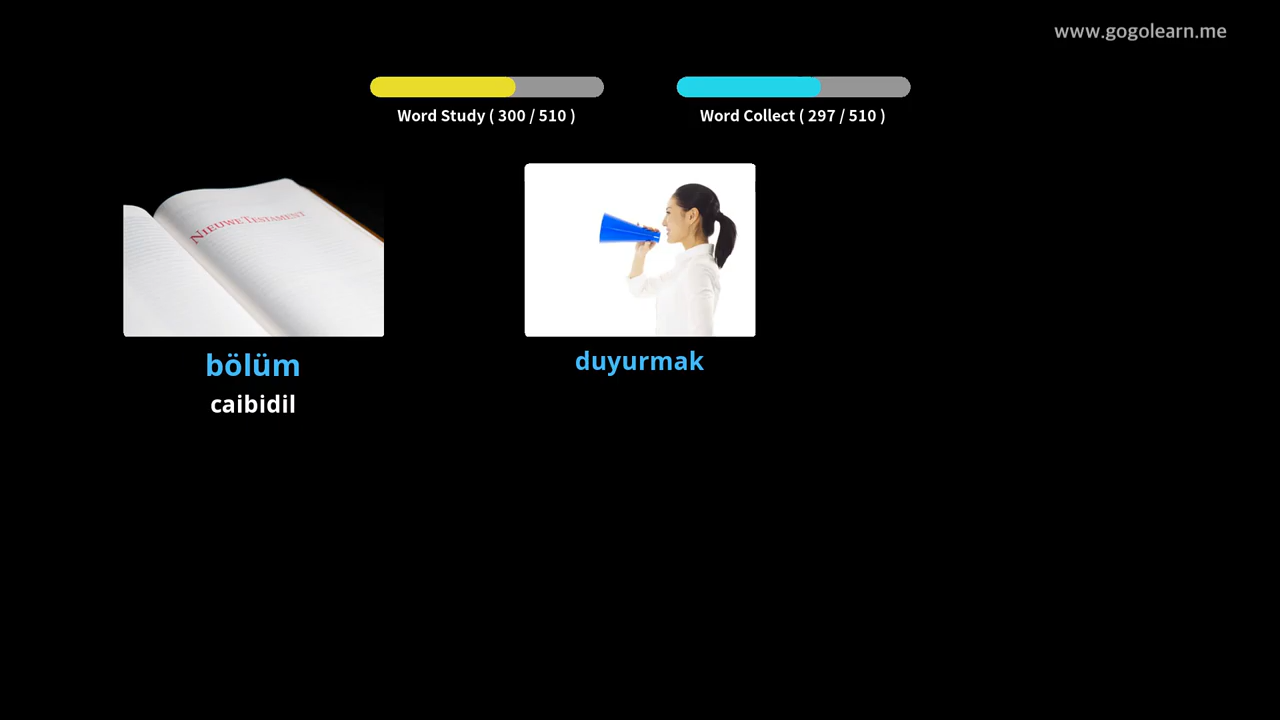 www.gogolearn.me
Word Study ( 300 / 510 )
Word Collect ( 297 / 510 )
NIEUWE TESTAMENT
bölüm
caibidil
duyurmak